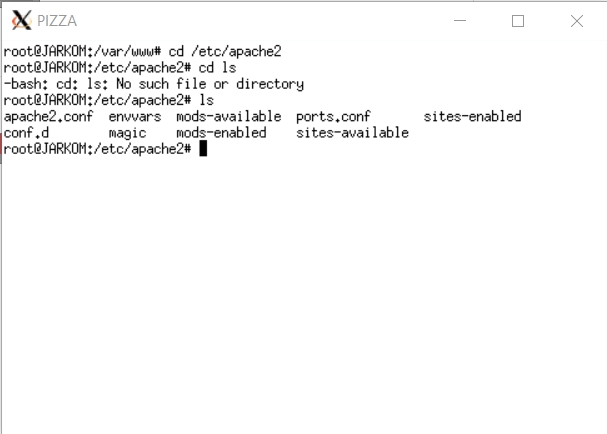 PIZZA
root@JARKOM:/var/www# cd /etc/apache2
root@JARKOM:/etc/apache2# cd ls
-bash: cd: ls: No such file or directory
root@JARKOM:/etc/apache2# ls
apache2.conf  envvars  mods-available  ports.conf       sites-enabled
conf.d        magic    mods-enabled    sites-available
root@JARKOM:/etc/apache2#